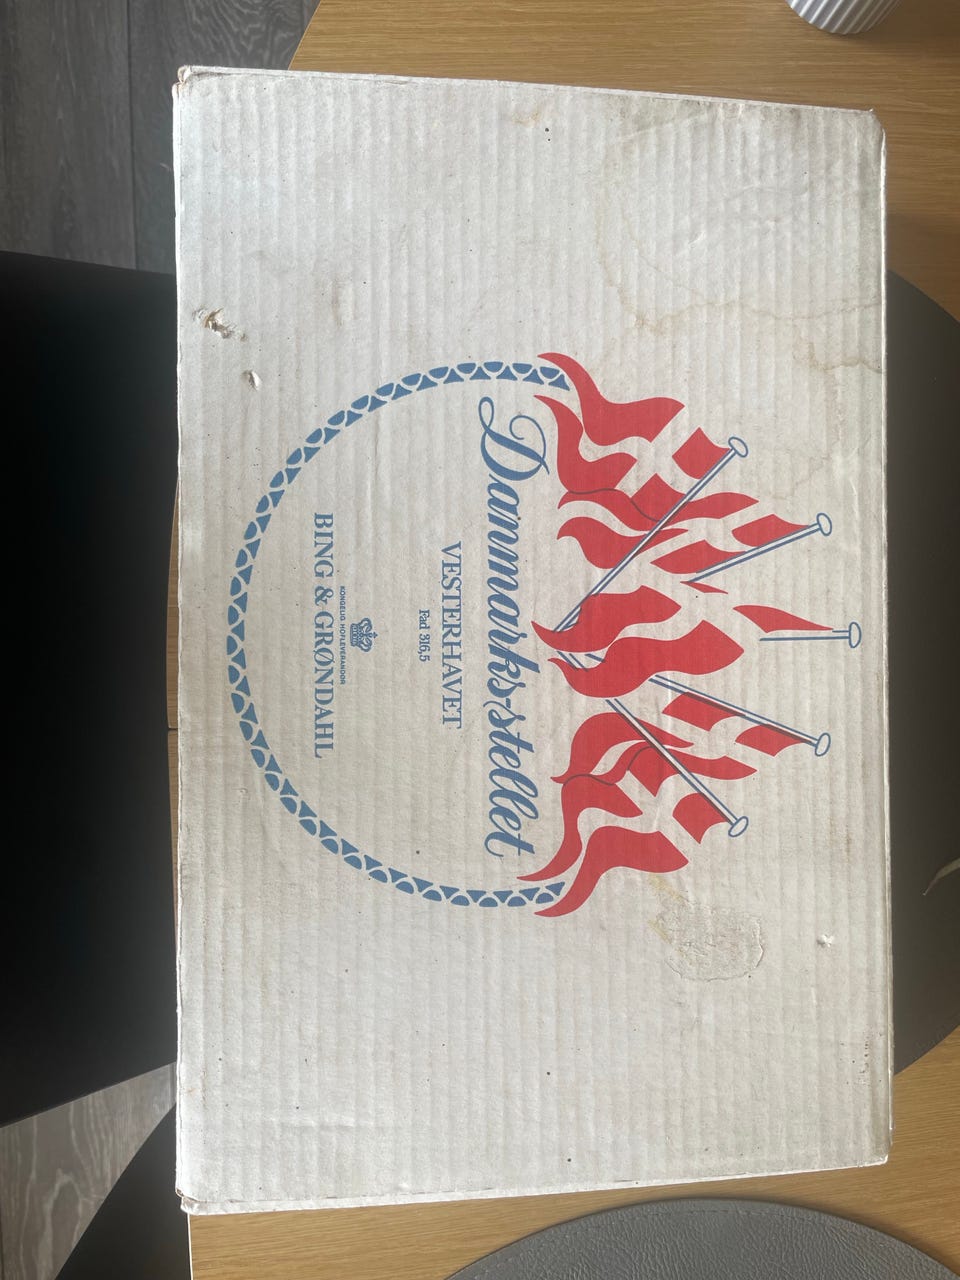 Danmarks-stellet
VESTERHAVET
Fad 316,5
KONGELIG HOFLEVERANDØR
BING & GRØNDAHL